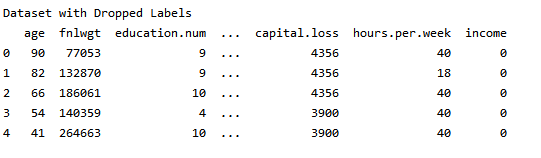 Dataset with Dropped Labels
age fnlwgt education.num ... capital.loss hours.per.week income
0 90 77053 9 ... 4356 40 0
1 82 132870 9 ... 4356 18 0
2 66 186061 10 ... 4356 40 0
3 54 140359 4 ... 3900 40 0
4 41 264663 10 ... 3900 40 0